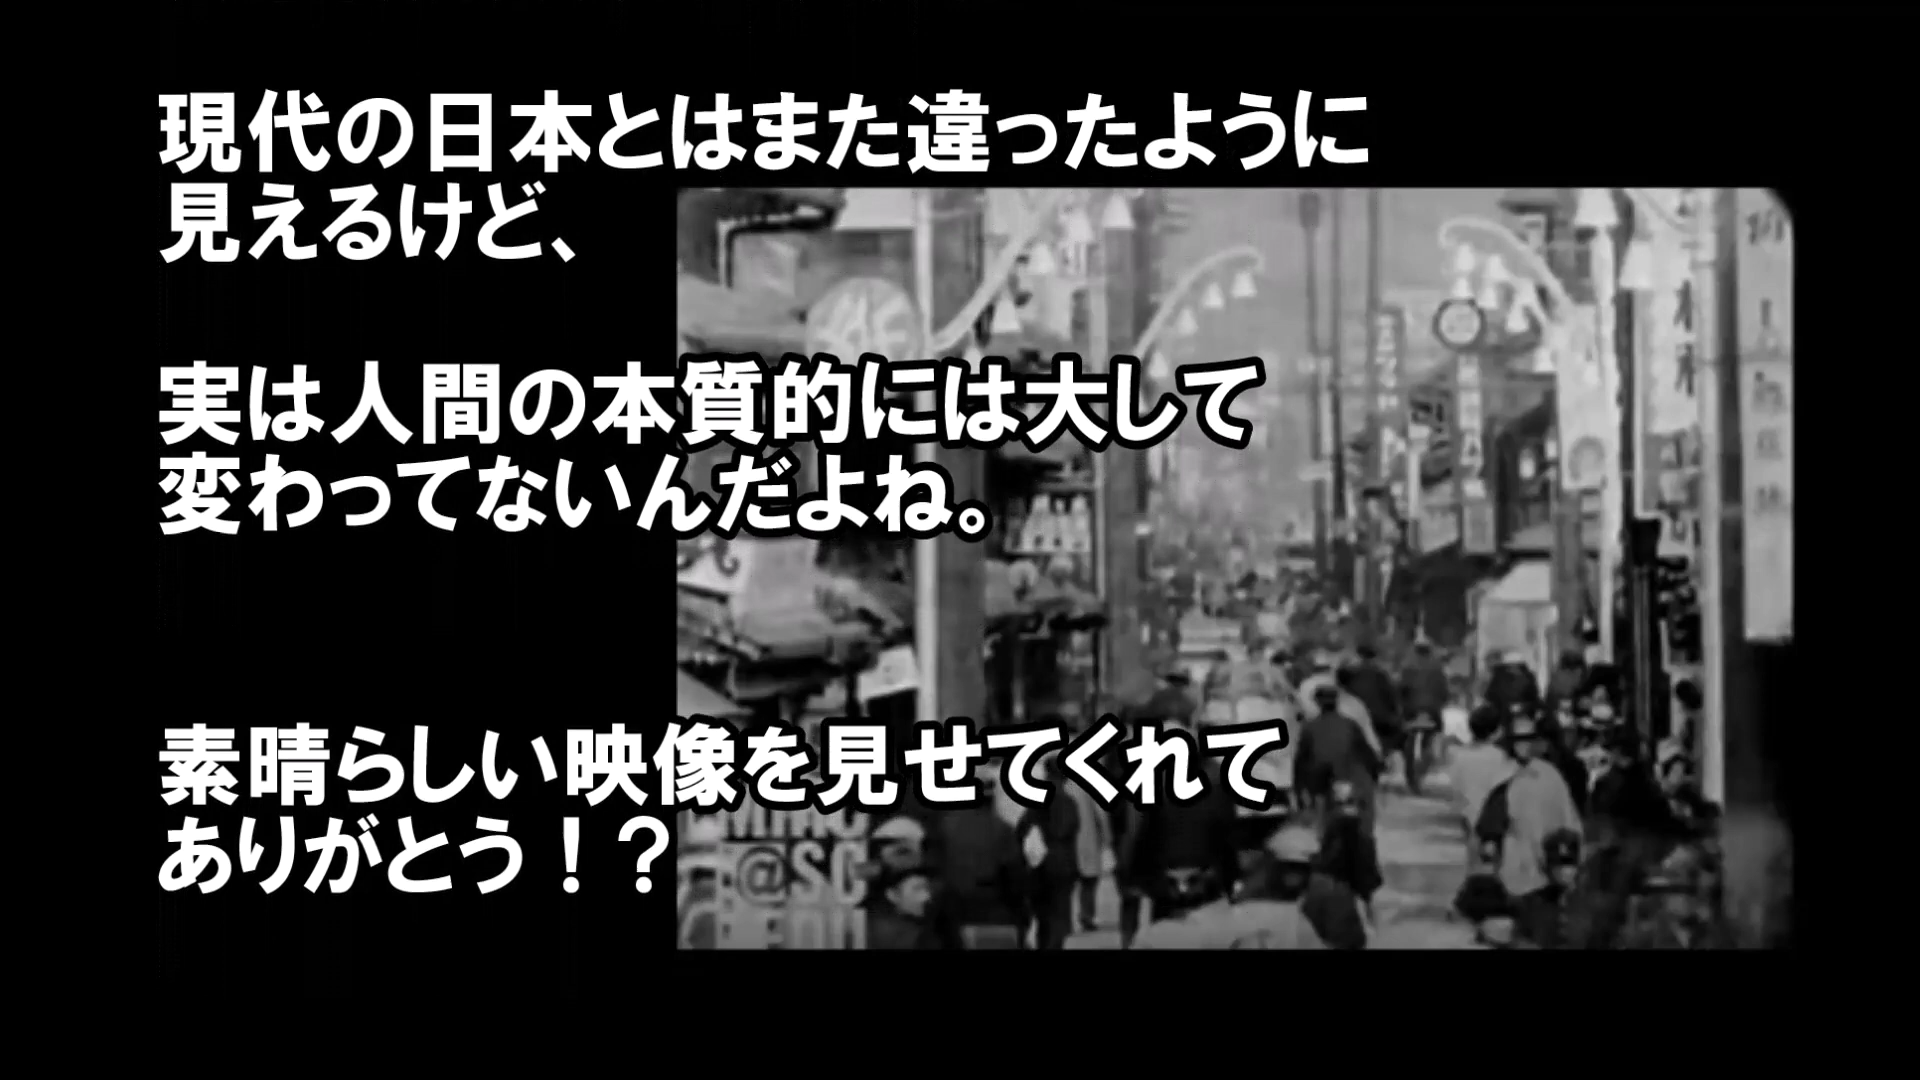 現代の日本とはまた違ったように
見えるけど、
実は人間の本質的には大して
変わってないんだよね。
素晴らしい映像を見せてくれて
ありがとう！？
@SC